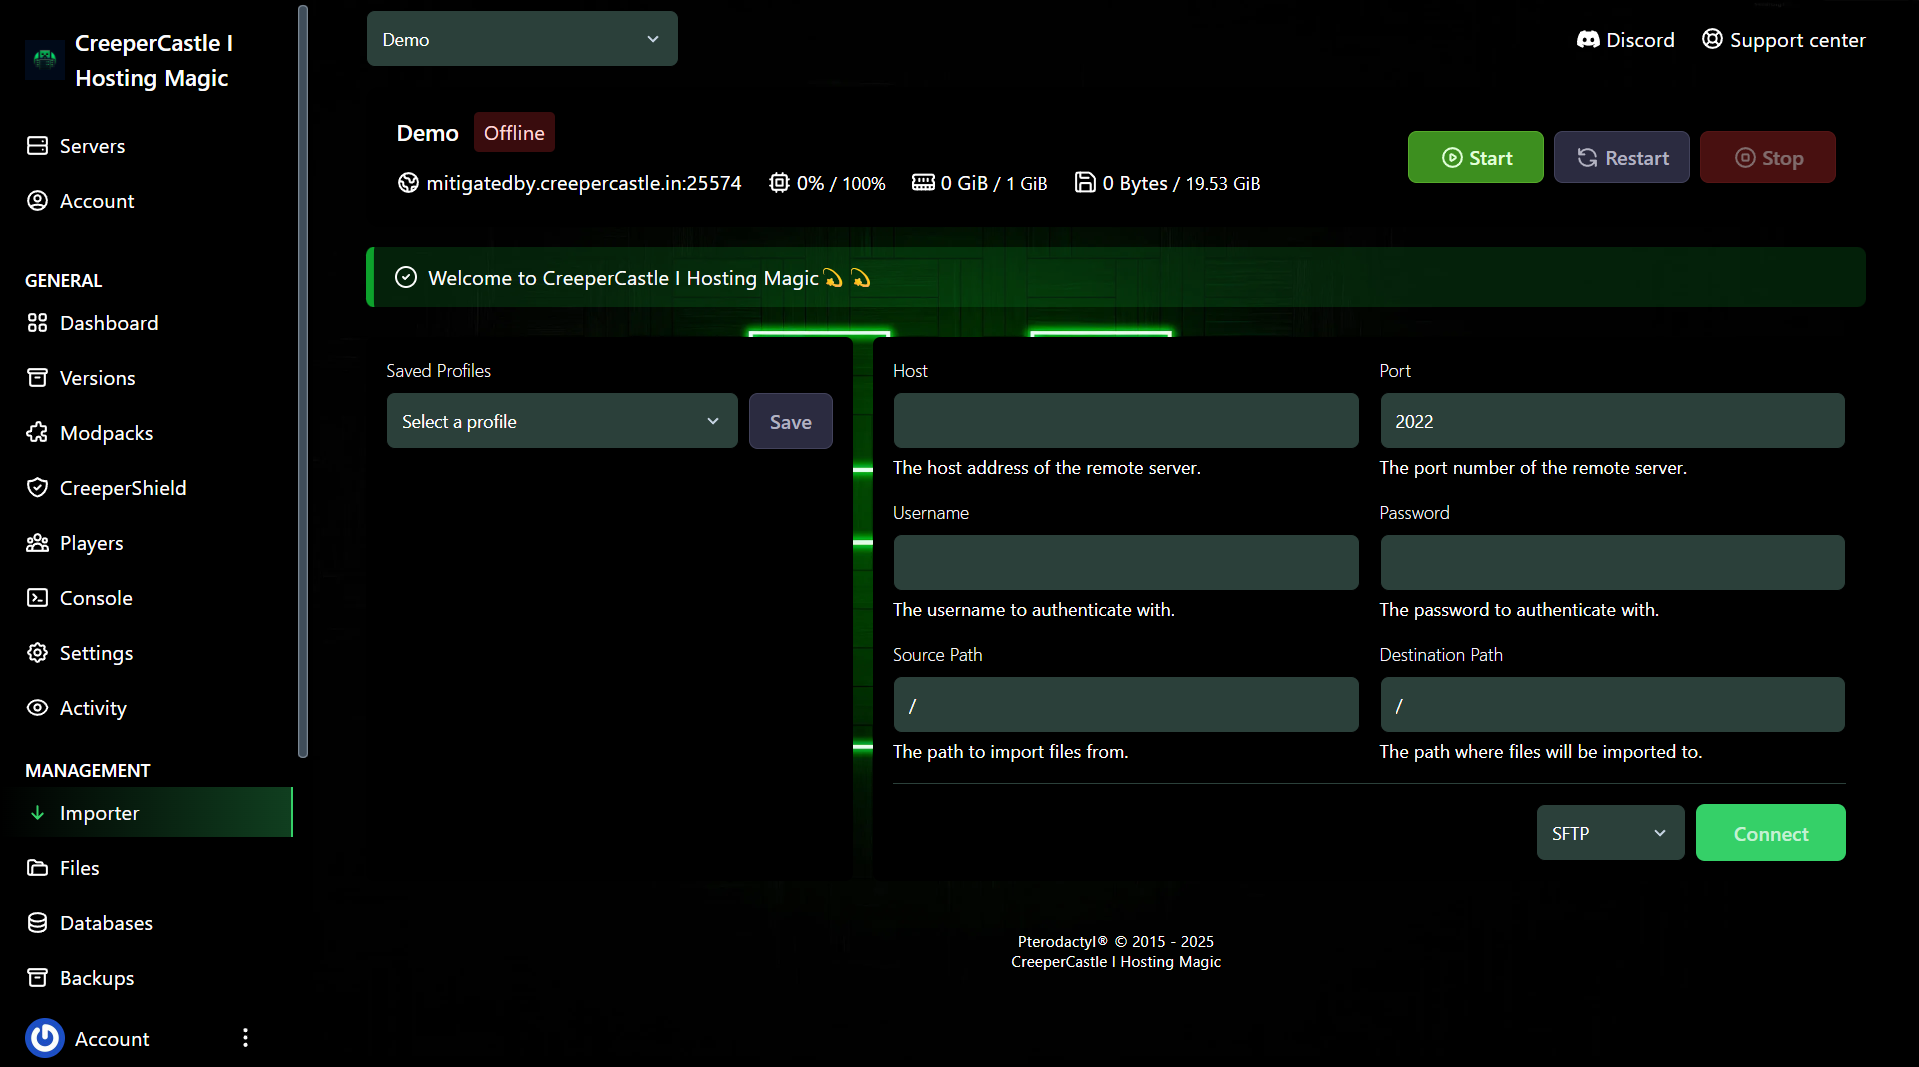 CreeperCastle I
Hosting Magic
Servers
Account
GENERAL
Dashboard
Versions
Modpacks
CreeperShield
Players
Console
Settings
Activity
MANAGEMENT
Importer
Files
Databases
Backups
Account
Demo
Discord
Support center
Demo
Offline
mitigatedby.creepercastle.in:25574
0% / 100%
0 GiB / 1 GiB
0 Bytes / 19.53 GiB
Start
Restart
Stop
Welcome to CreeperCastle I Hosting Magic💫 💫
Saved Profiles
Select a profile
Save
Host
The host address of the remote server.
Port
2022
The port number of the remote server.
Username
The username to authenticate with.
Password
The password to authenticate with.
Source Path
/
The path to import files from.
Destination Path
/
The path where files will be imported to.
SFTP
Connect
Pterodactyl® © 2015 - 2025
CreeperCastle I Hosting Magic